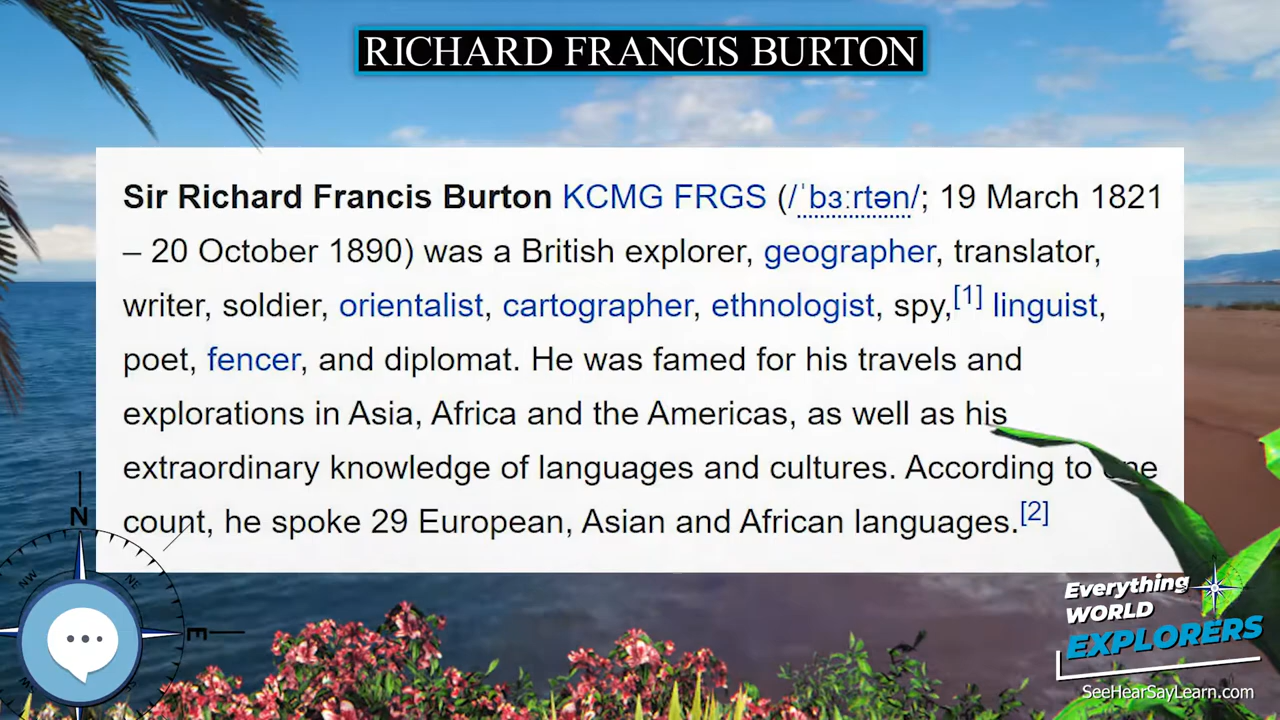 RICHARD FRANCIS BURTON
Sir Richard Francis Burton KCMG FRGS (/ˈbɜːrtən/; 19 March 1821
– 20 October 1890) was a British explorer, geographer, translator,
writer, soldier, orientalist, cartographer, ethnologist, spy,[1] linguist,
poet, fencer, and diplomat. He was famed for his travels and
explorations in Asia, Africa and the Americas, as well as his
extraordinary knowledge of languages and cultures. According to one
count, he spoke 29 European, Asian and African languages.[2]
N
NW
NE
E
Everything
WORLD
EXPLORERS
SeeHearSayLearn.com